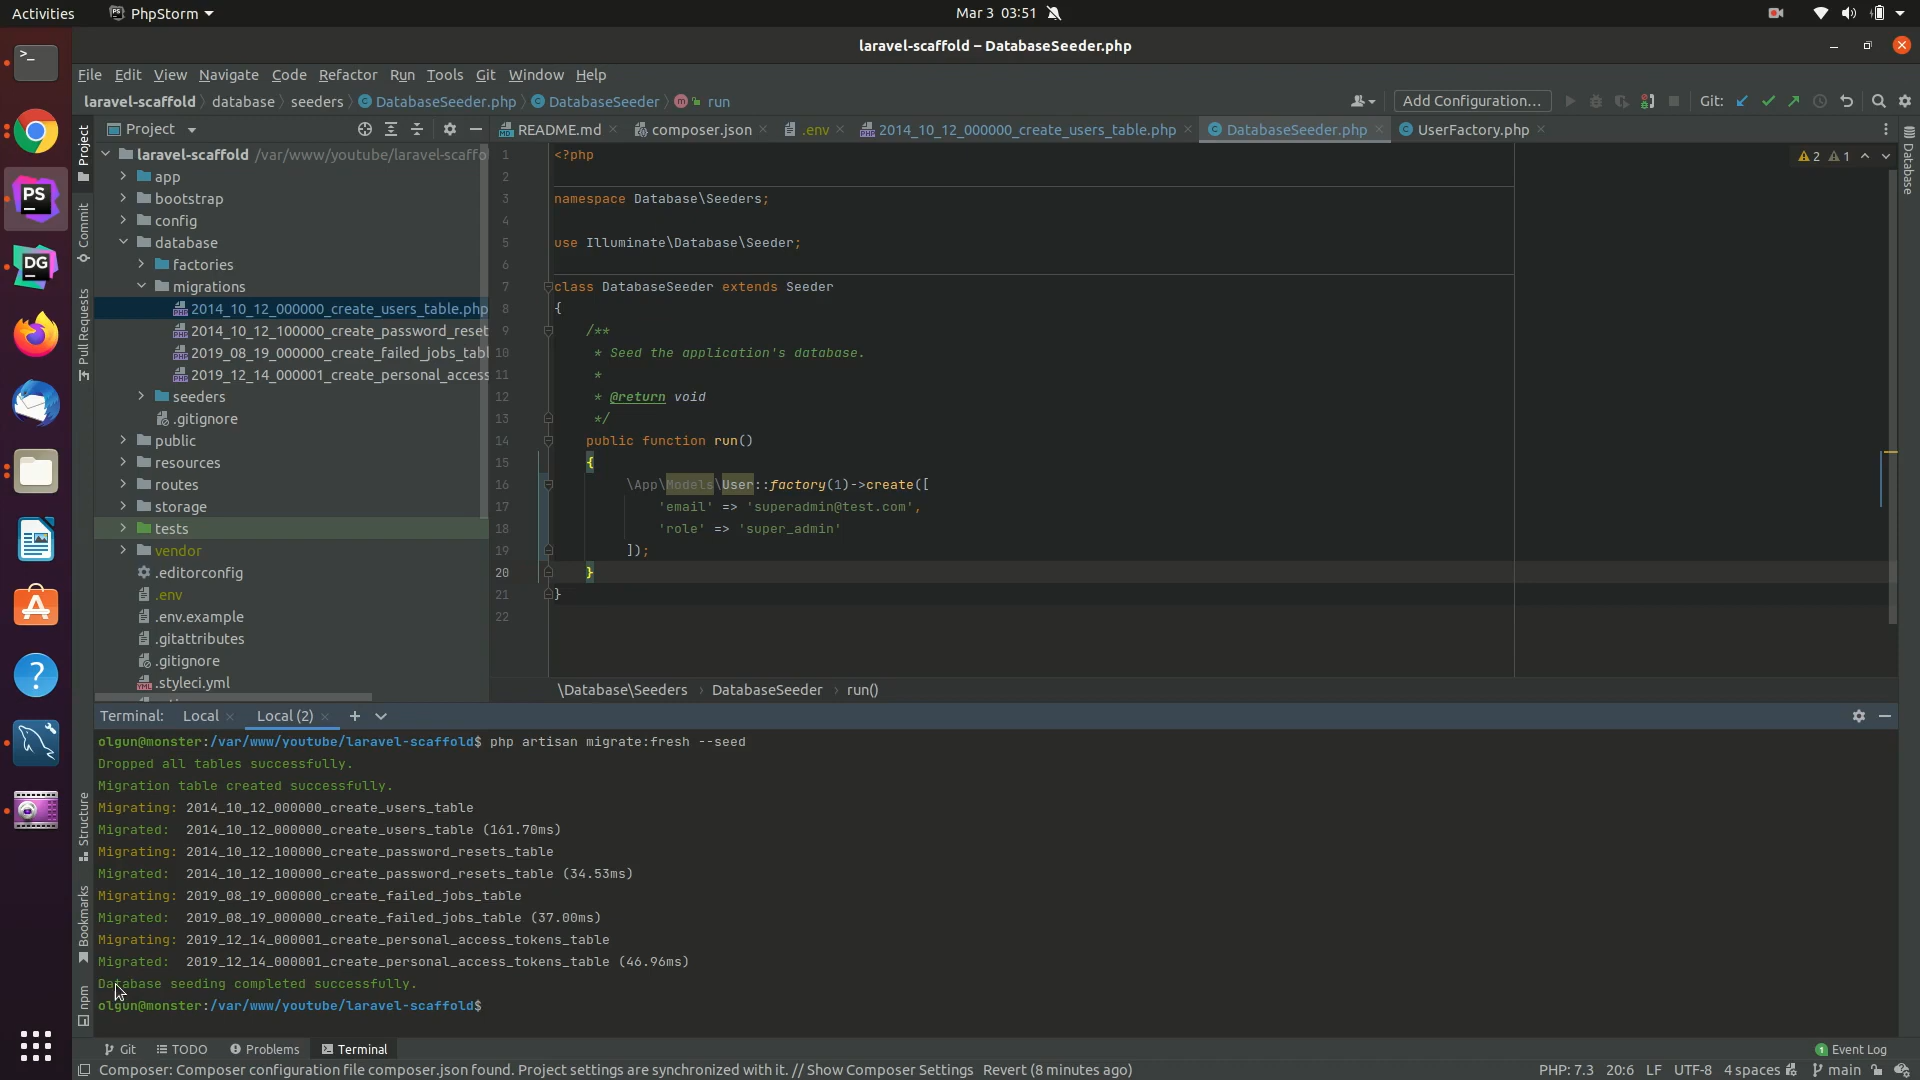 Activities PhpStorm Mar 3 03:51
laravel-scaffold – DatabaseSeeder.php
File Edit View Navigate Code Refactor Run Tools Git Window Help
laravel-scaffold database seeders DatabaseSeeder.php DatabaseSeeder m run Add Configuration... Git:
Project README.md composer.json .env 2014_10_12_000000_create_users_table.php DatabaseSeeder.php UserFactory.php
Project
Commit
Pull Requests
Structure
Bookmarks
npm
Database
laravel-scaffold /var/www/youtube/laravel-scaffo
app
bootstrap
config
database
factories
migrations
2014_10_12_000000_create_users_table.php
2014_10_12_100000_create_password_reset
2019_08_19_000000_create_failed_jobs_tabl
2019_12_14_000001_create_personal_access
seeders
.gitignore
public
resources
routes
storage
tests
vendor
.editorconfig
.env
.env.example
.gitattributes
.gitignore
.styleci.yml
2 1
1 <?php
2
3 namespace Database\Seeders;
4
5 use Illuminate\Database\Seeder;
6
7 class DatabaseSeeder extends Seeder
8 {
9 /**
10 * Seed the application's database.
11 *
12 * @return void
13 */
14 public function run()
15 {
16 \App\Models\User::factory(1)->create([
17 'email' => 'superadmin@test.com',
18 'role' => 'super_admin'
19 ]);
20 }
21 }
22
\Database\Seeders › DatabaseSeeder › run()
Terminal: Local Local (2)
olgun@monster:/var/www/youtube/laravel-scaffold$ php artisan migrate:fresh --seed
Dropped all tables successfully.
Migration table created successfully.
Migrating: 2014_10_12_000000_create_users_table
Migrated: 2014_10_12_000000_create_users_table (161.70ms)
Migrating: 2014_10_12_100000_create_password_resets_table
Migrated: 2014_10_12_100000_create_password_resets_table (34.53ms)
Migrating: 2019_08_19_000000_create_failed_jobs_table
Migrated: 2019_08_19_000000_create_failed_jobs_table (37.00ms)
Migrating: 2019_12_14_000001_create_personal_access_tokens_table
Migrated: 2019_12_14_000001_create_personal_access_tokens_table (46.96ms)
Database seeding completed successfully.
olgun@monster:/var/www/youtube/laravel-scaffold$
Git TODO Problems Terminal 1 Event Log
Composer: Composer configuration file composer.json found. Project settings are synchronized with it. // Show Composer Settings Revert (8 minutes ago) PHP: 7.3 20:6 LF UTF-8 4 spaces main